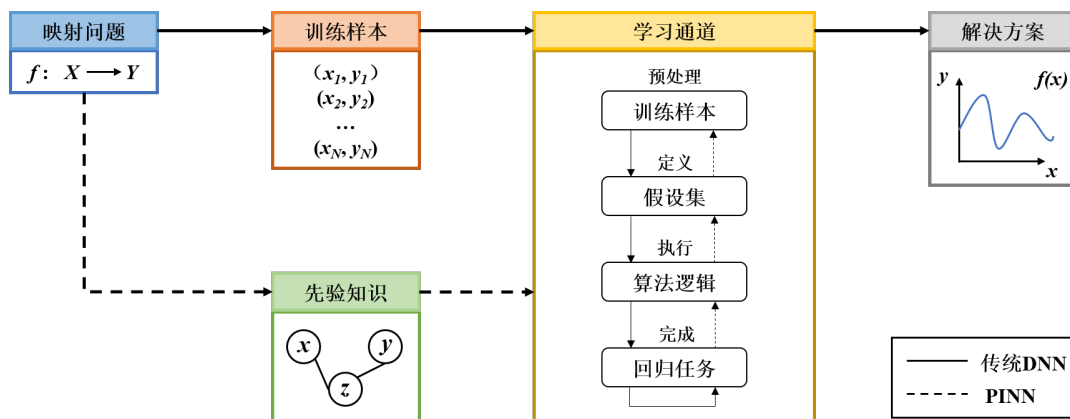 映射问题
f: X ⟶ Y
训练样本
(x₁, y₁)
(x₂, y₂)
…
(x_N, y_N)
先验知识
x
y
z
学习通道
预处理
训练样本
定义
假设集
执行
算法逻辑
完成
回归任务
解决方案
y
f(x)
x
传统DNN
PINN